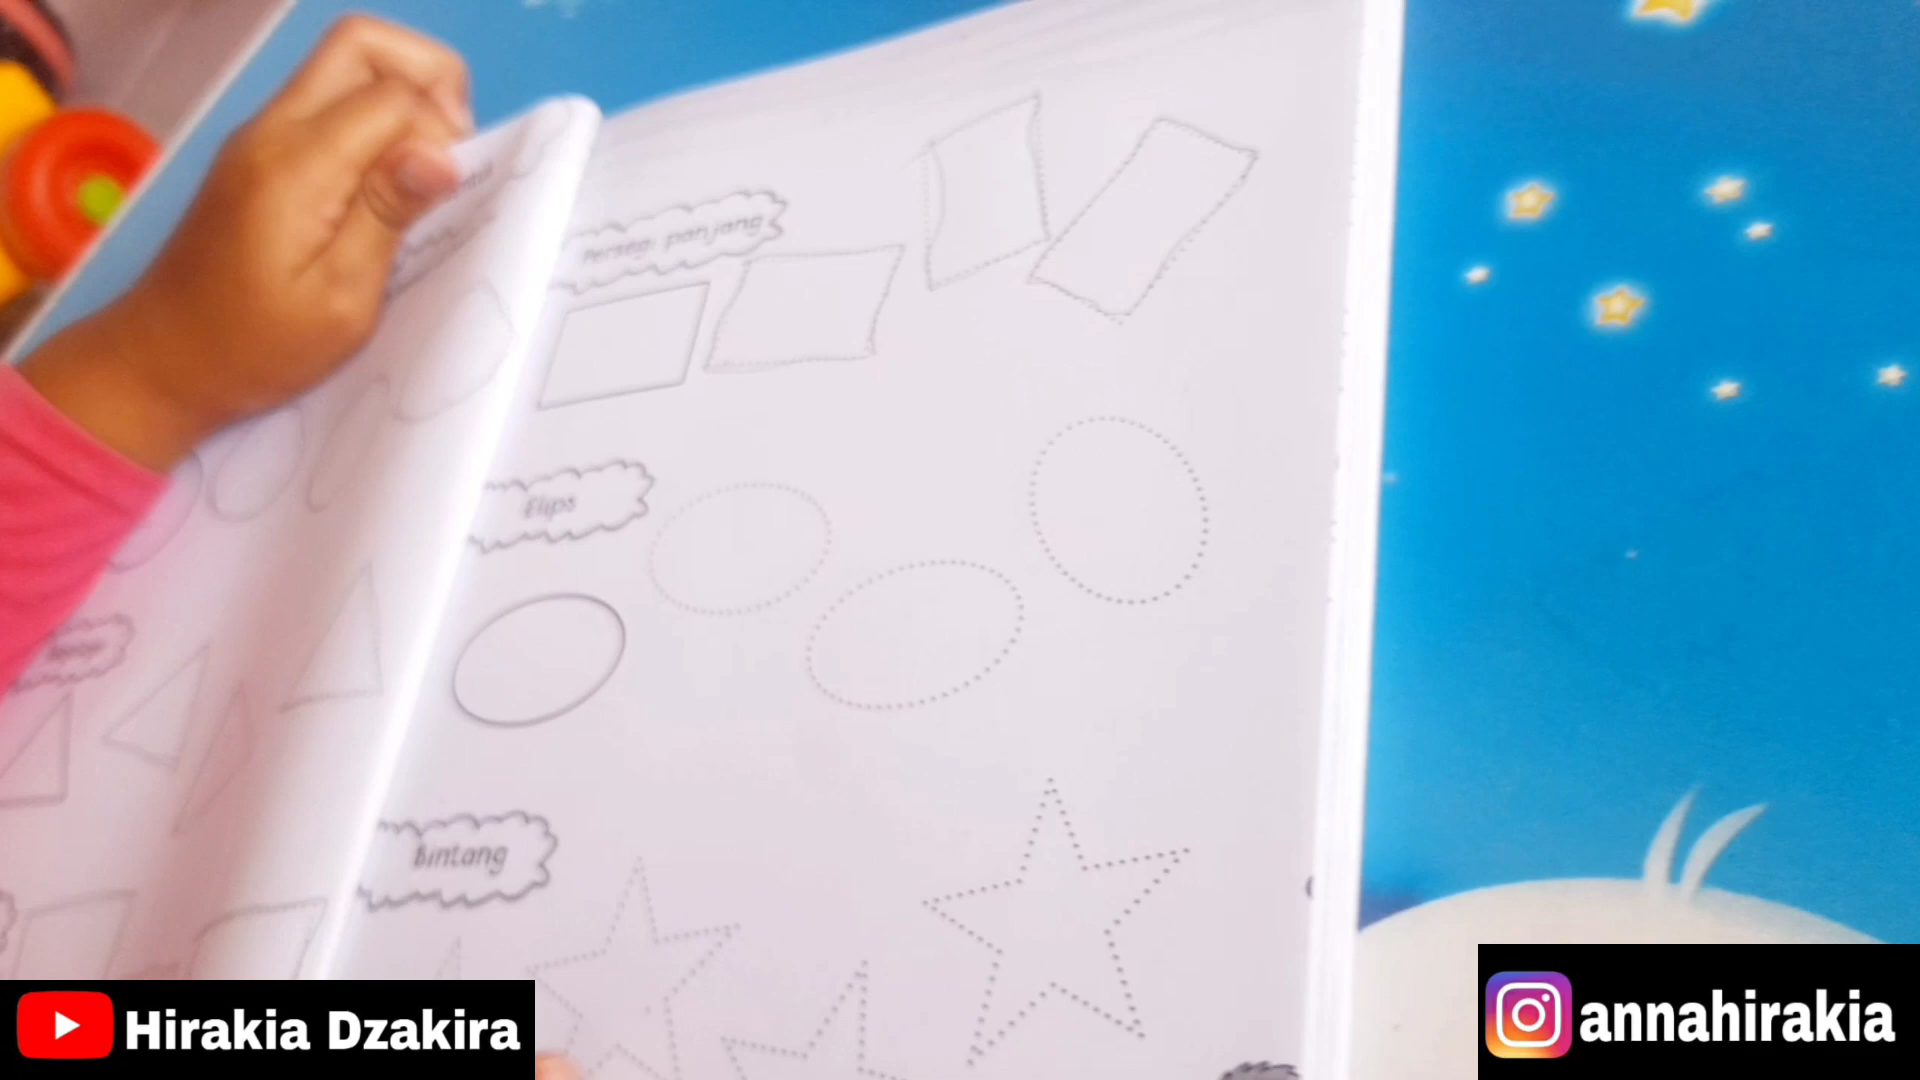 Persegi panjang
Elips
Bintang
Hirakia Dzakira
annahirakia